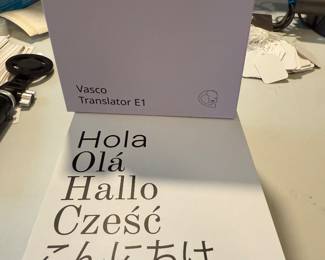 Vasco
Translator E1
Hola
Olá
Hallo
Cześć
こんにちは